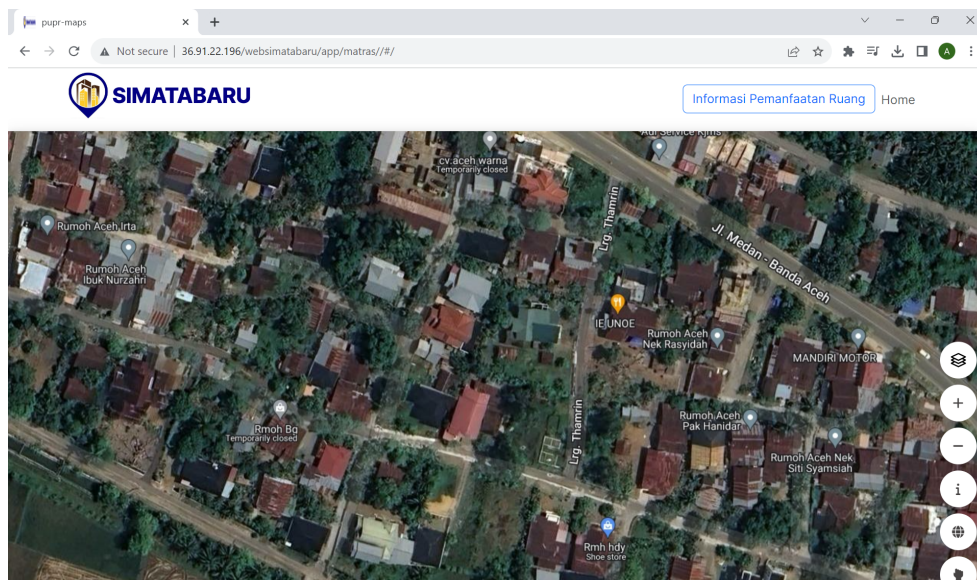 pupr-maps
Not secure | 36.91.22.196/websimatabaru/app/matras//#/
A
SIMATABARU
Informasi Pemanfaatan Ruang
Home
Adi Service Kjms
cv.aceh warna
Temporarily closed
Lrg. Thamrin
Jl. Medan - Banda Aceh
Rumoh Aceh Irta
Rumoh Aceh
Ibuk Nurzahri
IE UNOE
Rumoh Aceh
Nek Rasyidah
MANDIRI MOTOR
Rmoh Bg
Temporarily closed
Lrg. Thamrin
Rumoh Aceh
Pak Hanidar
Rumoh Aceh Nek
Siti Syamsiah
Rmh hdy
Shoe store